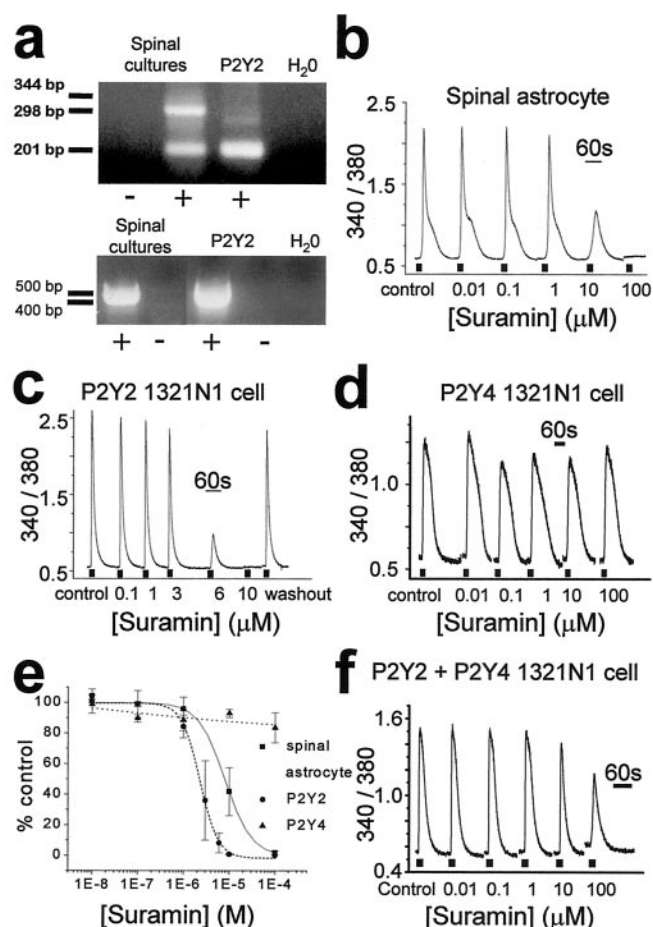 a
Spinal cultures P2Y2 H20
344 bp
298 bp
201 bp
- + +
Spinal cultures P2Y2 H20
500 bp
400 bp
+ - + -
b
Spinal astrocyte
2.5
60s
340 / 380
1.5
0.5
control 0.01 0.1 1 10 100
[Suramin] (μM)
c
P2Y2 1321N1 cell
2.5
340 / 380
1.5
60s
0.5
control 0.1 1 3 6 10 washout
[Suramin] (μM)
d
P2Y4 1321N1 cell
60s
340 / 380
1.0
0.5
control 0.01 0.1 1 10 100
[Suramin] (μM)
e
100
80
60
40
20
0
% control
spinal
astrocyte
P2Y2
P2Y4
1E-8 1E-7 1E-6 1E-5 1E-4
[Suramin] (M)
f
P2Y2 + P2Y4 1321N1 cell
1.6
340 / 380
1.0
60s
0.4
Control 0.01 0.1 1 10 100
[Suramin] (μM)